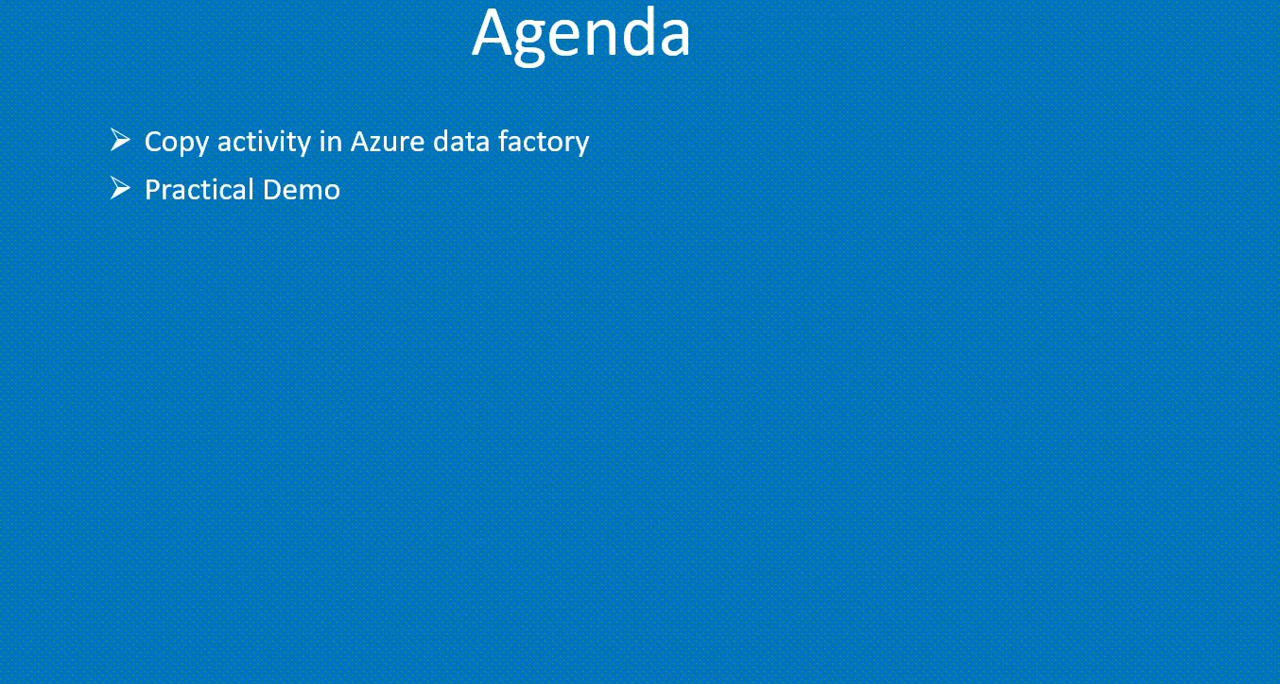 Agenda
➢ Copy activity in Azure data factory
➢ Practical Demo